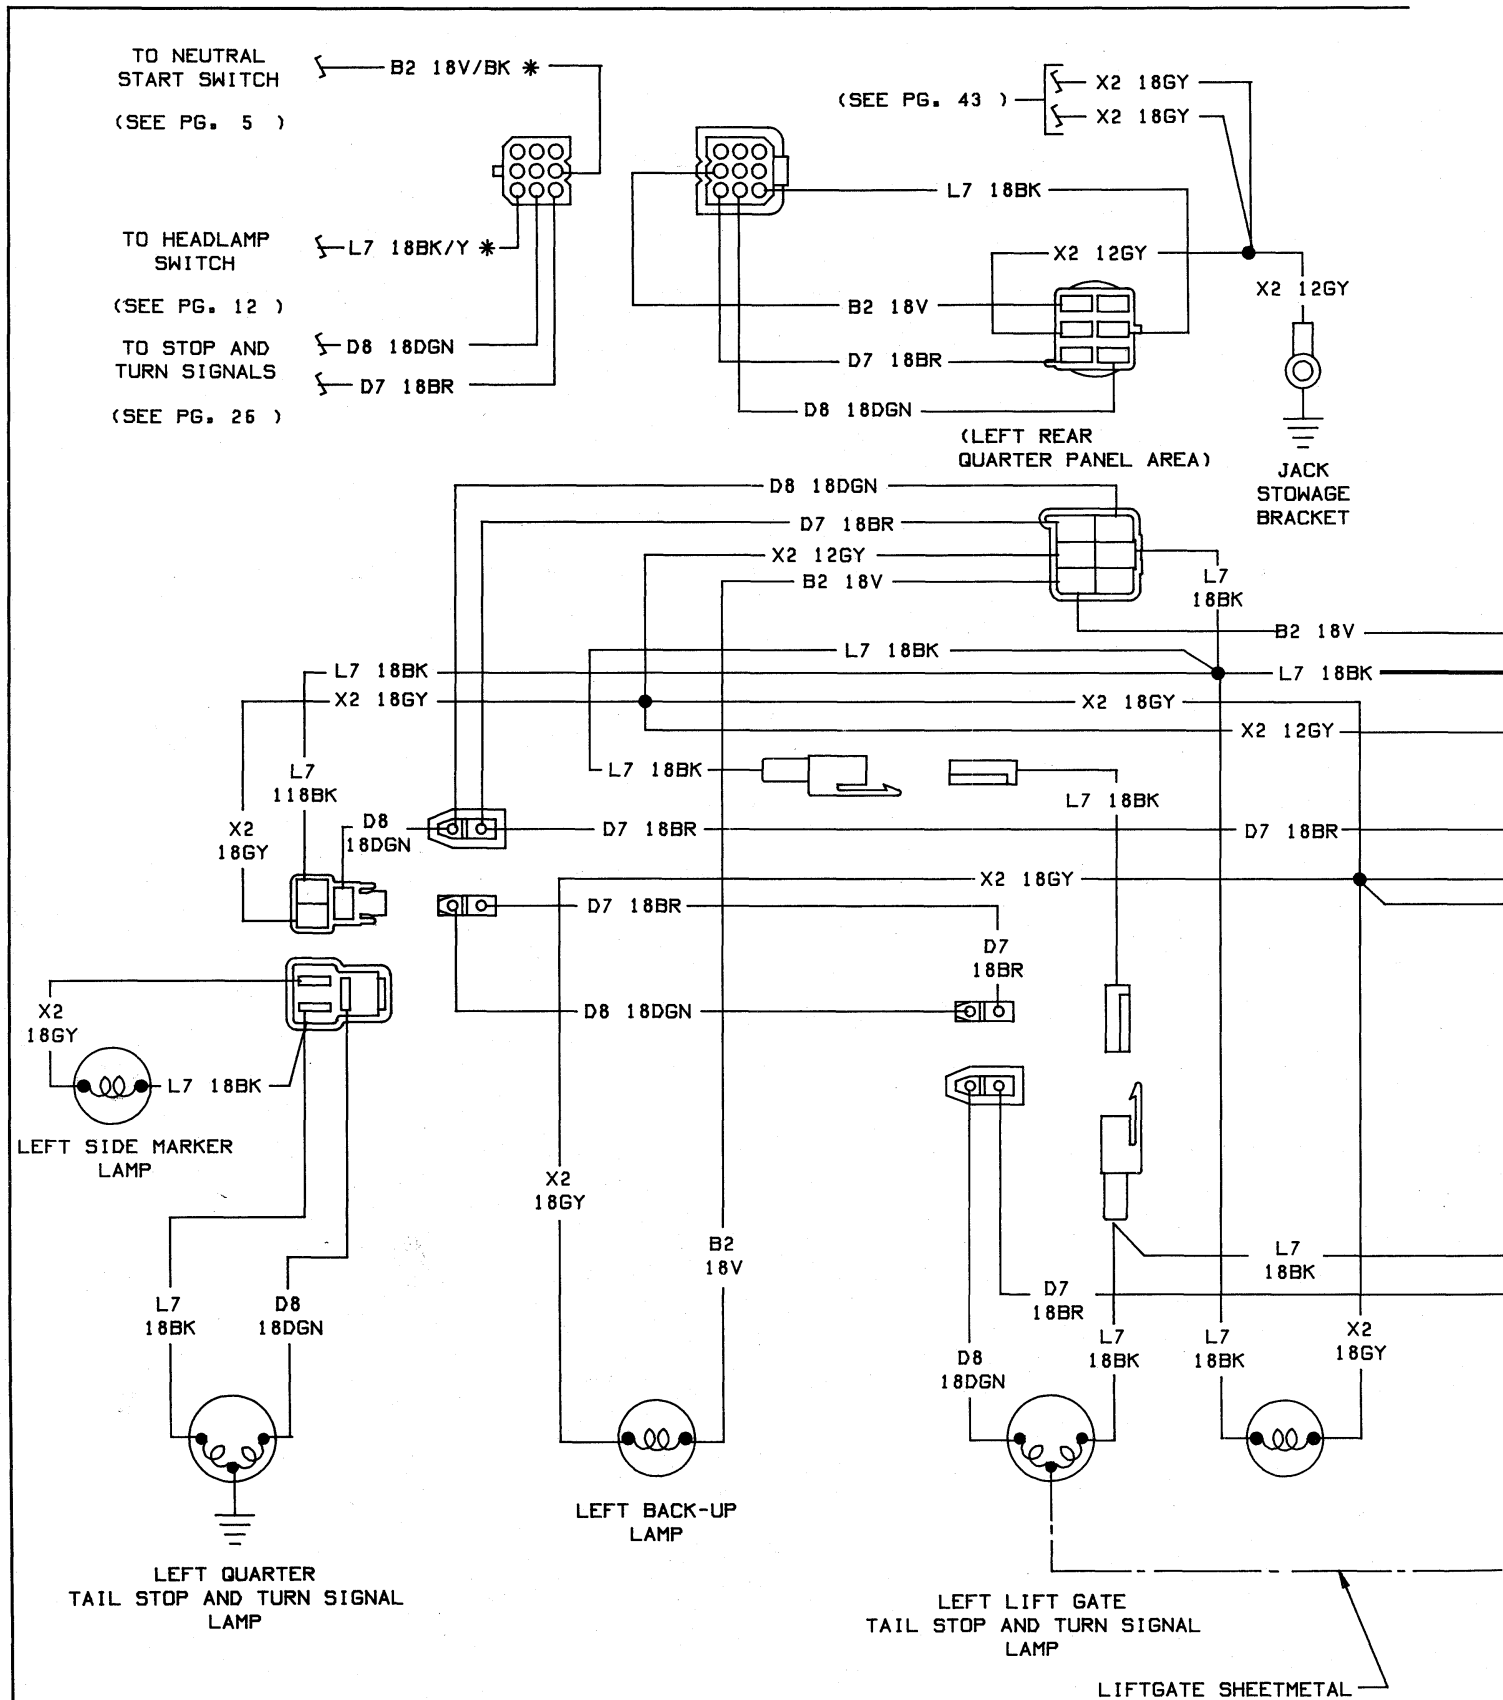 TO NEUTRAL
START SWITCH
(SEE PG. 5 )
B2 18V/BK *
(SEE PG. 43 )
X2 18GY
X2 18GY
L7 18BK
TO HEADLAMP
SWITCH
(SEE PG. 12 )
L7 18BK/Y *
X2 12GY
X2 12GY
B2 18V
TO STOP AND
TURN SIGNALS
(SEE PG. 26 )
D8 18DGN
D7 18BR
D7 18BR
D8 18DGN
(LEFT REAR
QUARTER PANEL AREA)
JACK
STOWAGE
BRACKET
D8 18DGN
D7 18BR
X2 12GY
B2 18V
L7
18BK
B2 18V
L7 18BK
L7 18BK
L7 18BK
X2 18GY
X2 18GY
X2 12GY
L7
118BK
L7 18BK
L7 18BK
X2
18GY
D8
18DGN
D7 18BR
D7 18BR
X2 18GY
D7 18BR
D7
18BR
X2
18GY
D8 18DGN
L7 18BK
LEFT SIDE MARKER
LAMP
X2
18GY
B2
18V
L7
18BK
D7
18BR
L7
18BK
D8
18DGN
D8
18DGN
L7
18BK
L7
18BK
X2
18GY
LEFT BACK-UP
LAMP
LEFT QUARTER
TAIL STOP AND TURN SIGNAL
LAMP
LEFT LIFT GATE
TAIL STOP AND TURN SIGNAL
LAMP
LIFTGATE SHEETMETAL